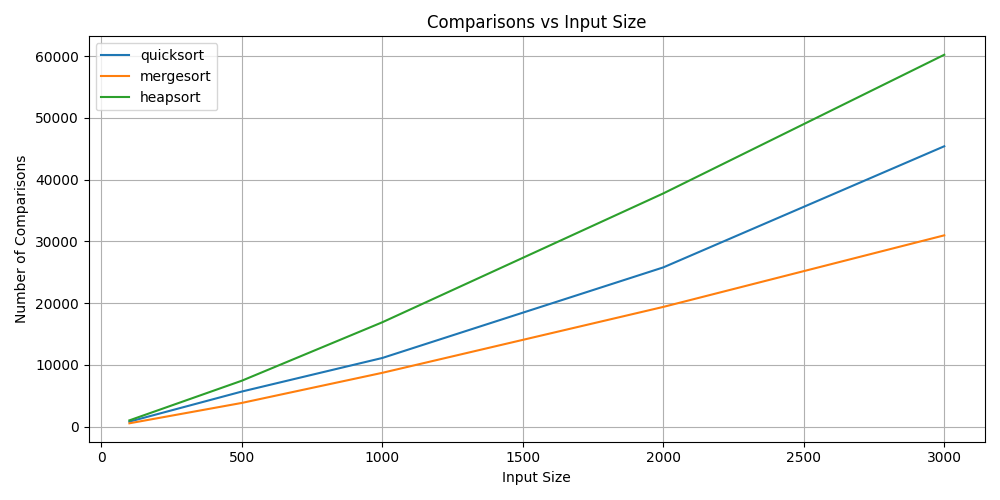 Comparisons vs Input Size
quicksort
mergesort
heapsort
Number of Comparisons
60000
50000
40000
30000
20000
10000
0
0 500 1000 1500 2000 2500 3000
Input Size